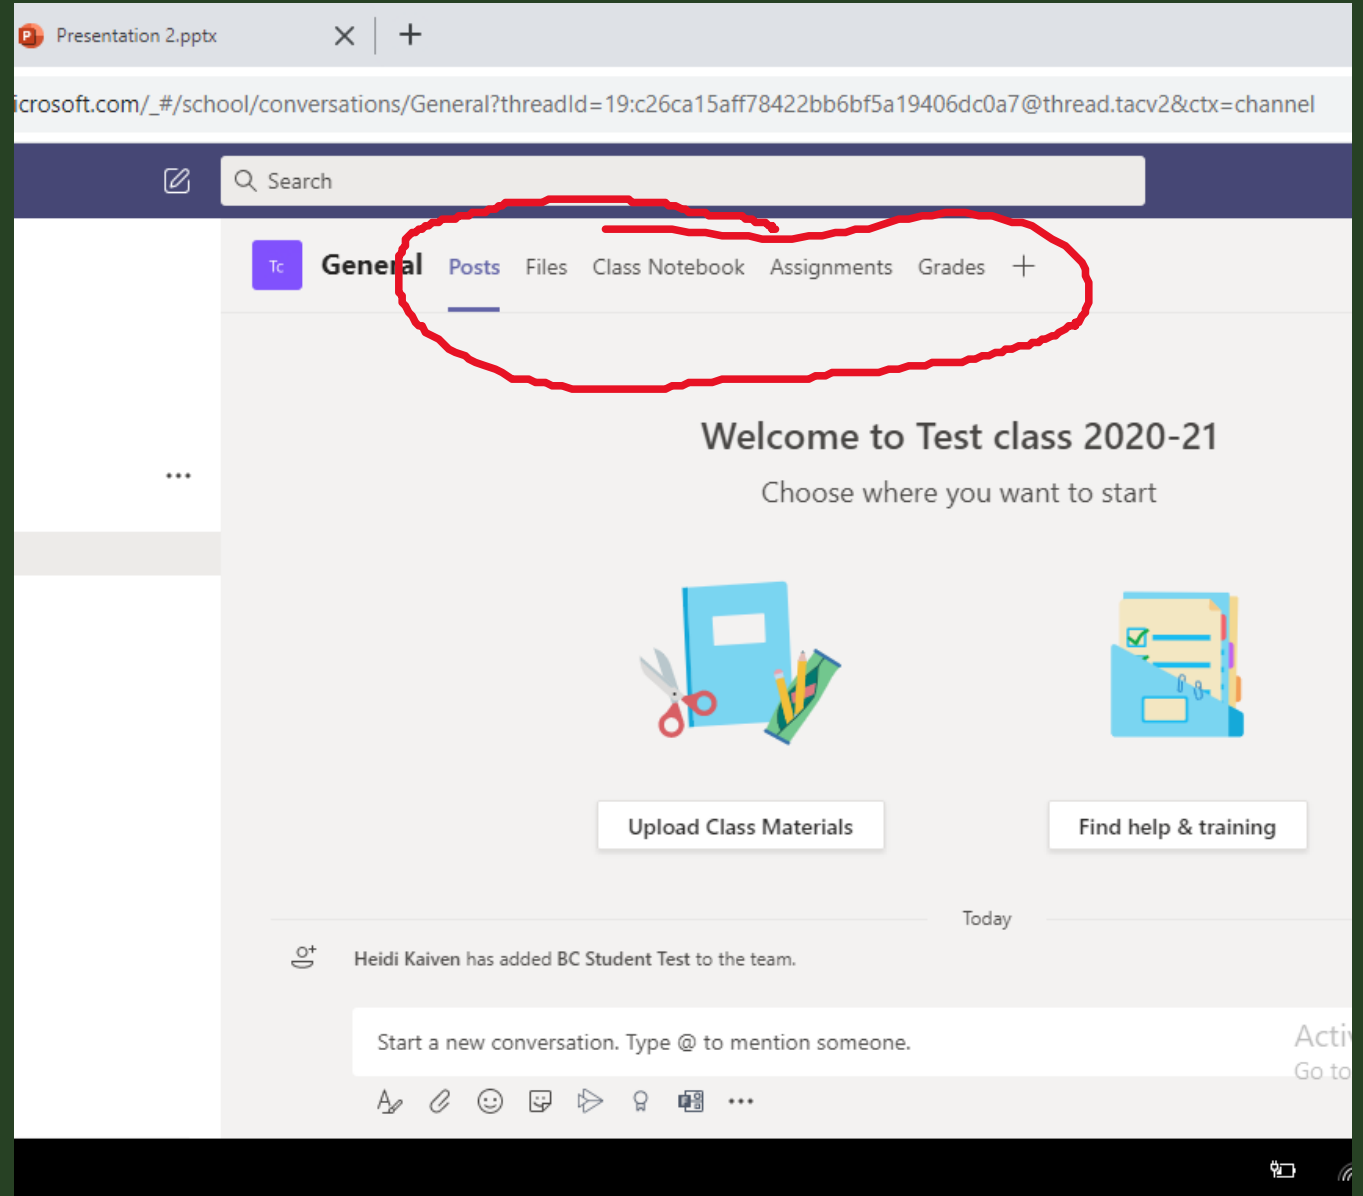 Presentation 2.pptx
icrosoft.com/_#/school/conversations/General?threadId=19:c26ca15aff78422bb6bf5a19406dc0a7@thread.tacv2&ctx=channel
Search
Tc General Posts Files Class Notebook Assignments Grades
Welcome to Test class 2020-21
Choose where you want to start
Upload Class Materials Find help & training
Today
Heidi Kaiven has added BC Student Test to the team.
Start a new conversation. Type @ to mention someone.
Acti
Go to